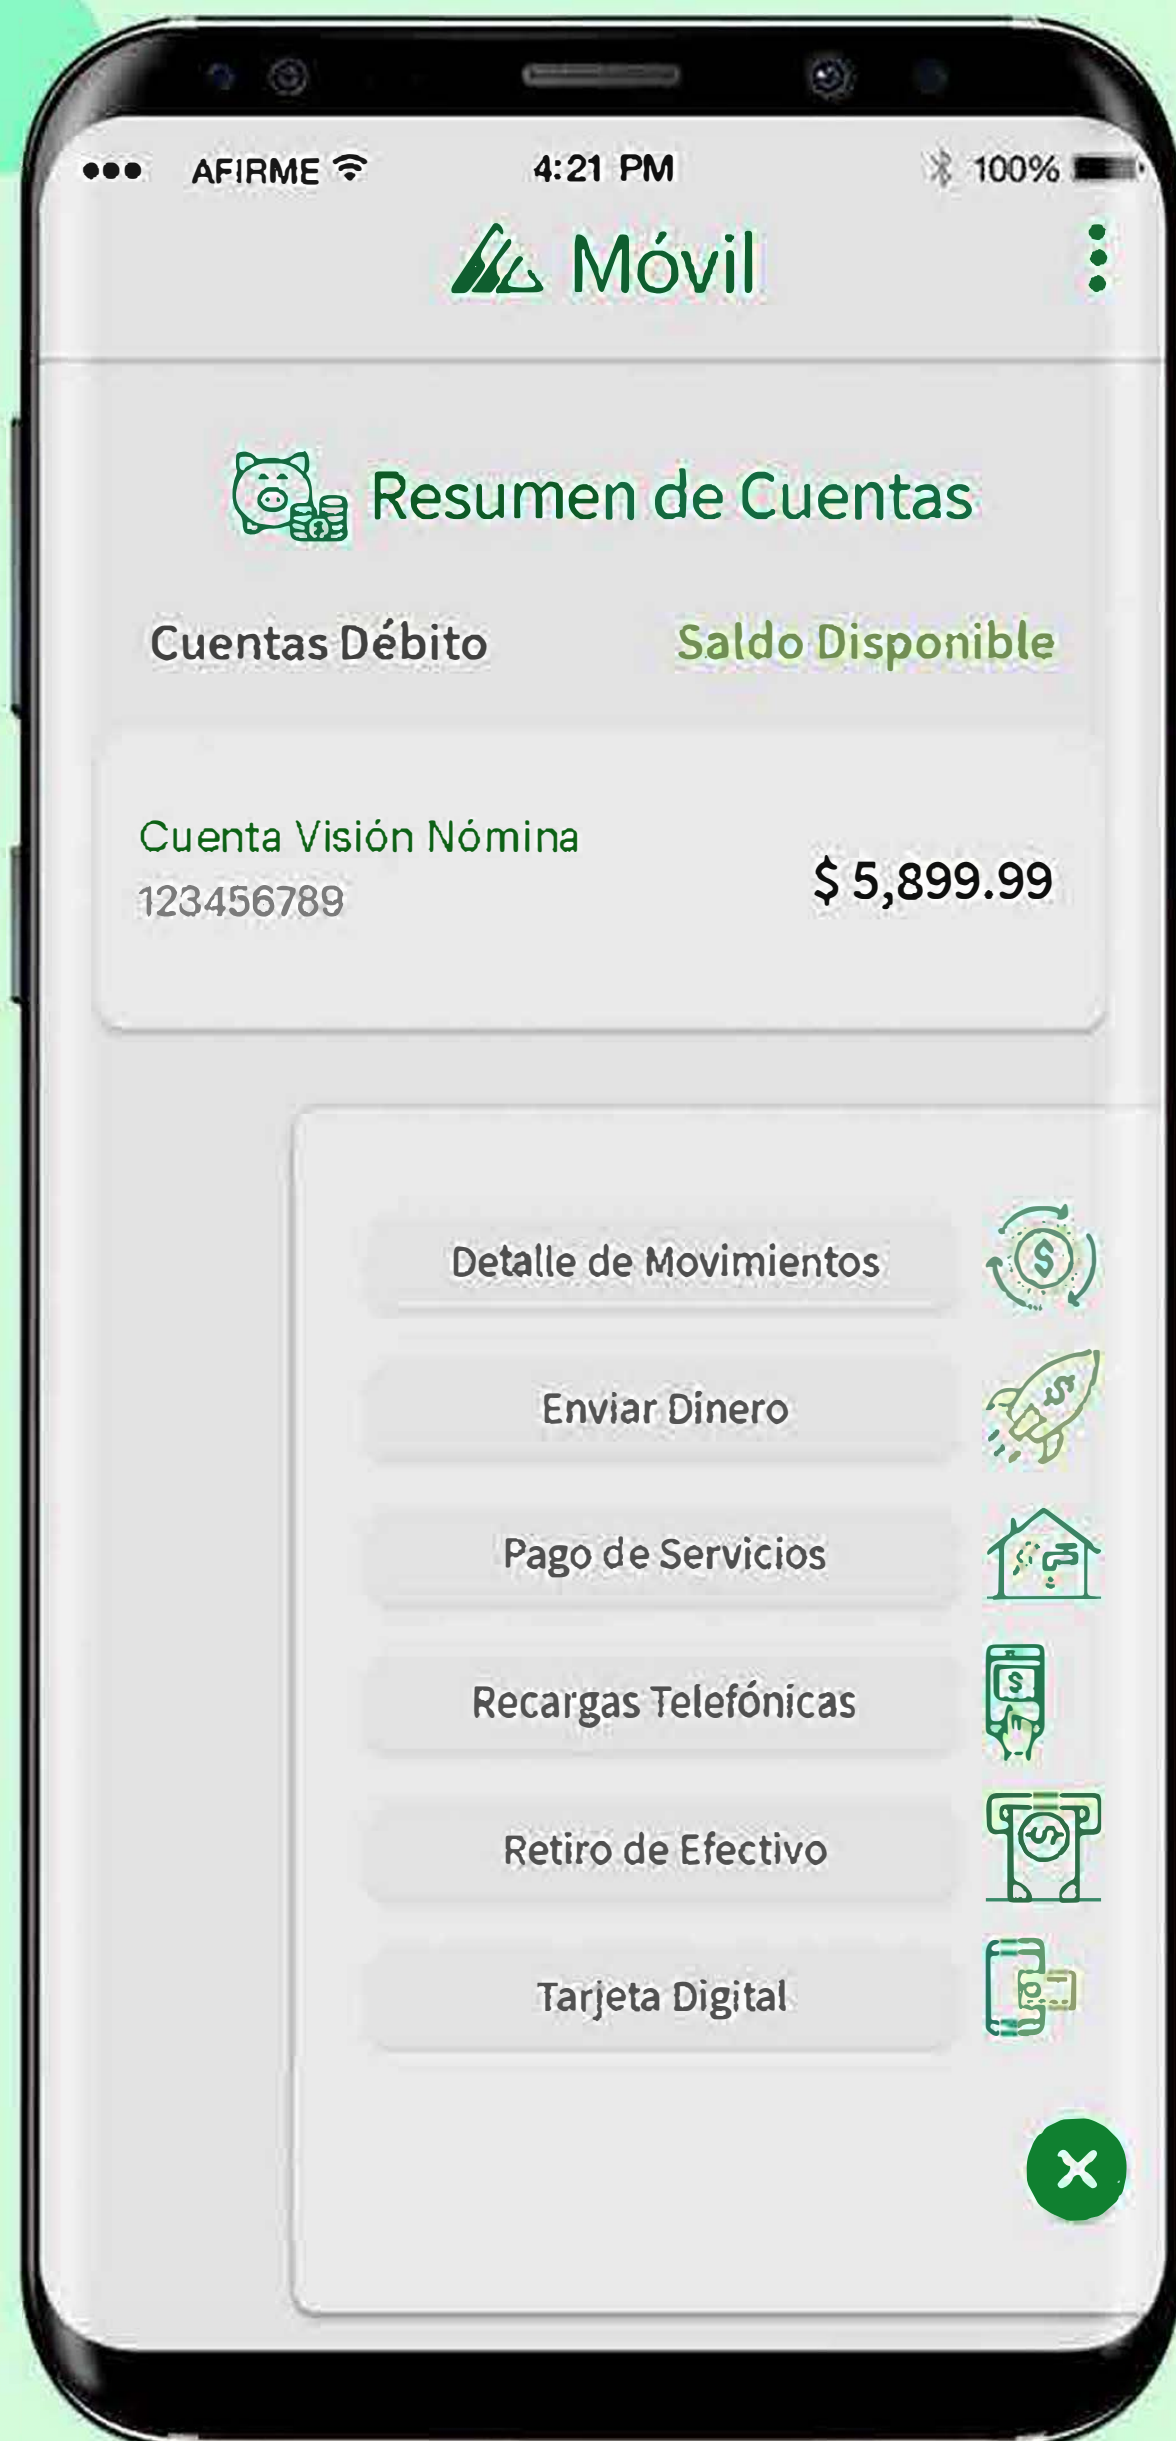 AFIRME
4:21 PM
100%
Móvil
Resumen de Cuentas
Cuentas Débito
Saldo Disponible
Cuenta Visión Nómina
123456789
$ 5,899.99
Detalle de Movimientos
Enviar Dinero
Pago de Servicios
Recargas Telefónicas
Retiro de Efectivo
Tarjeta Digital